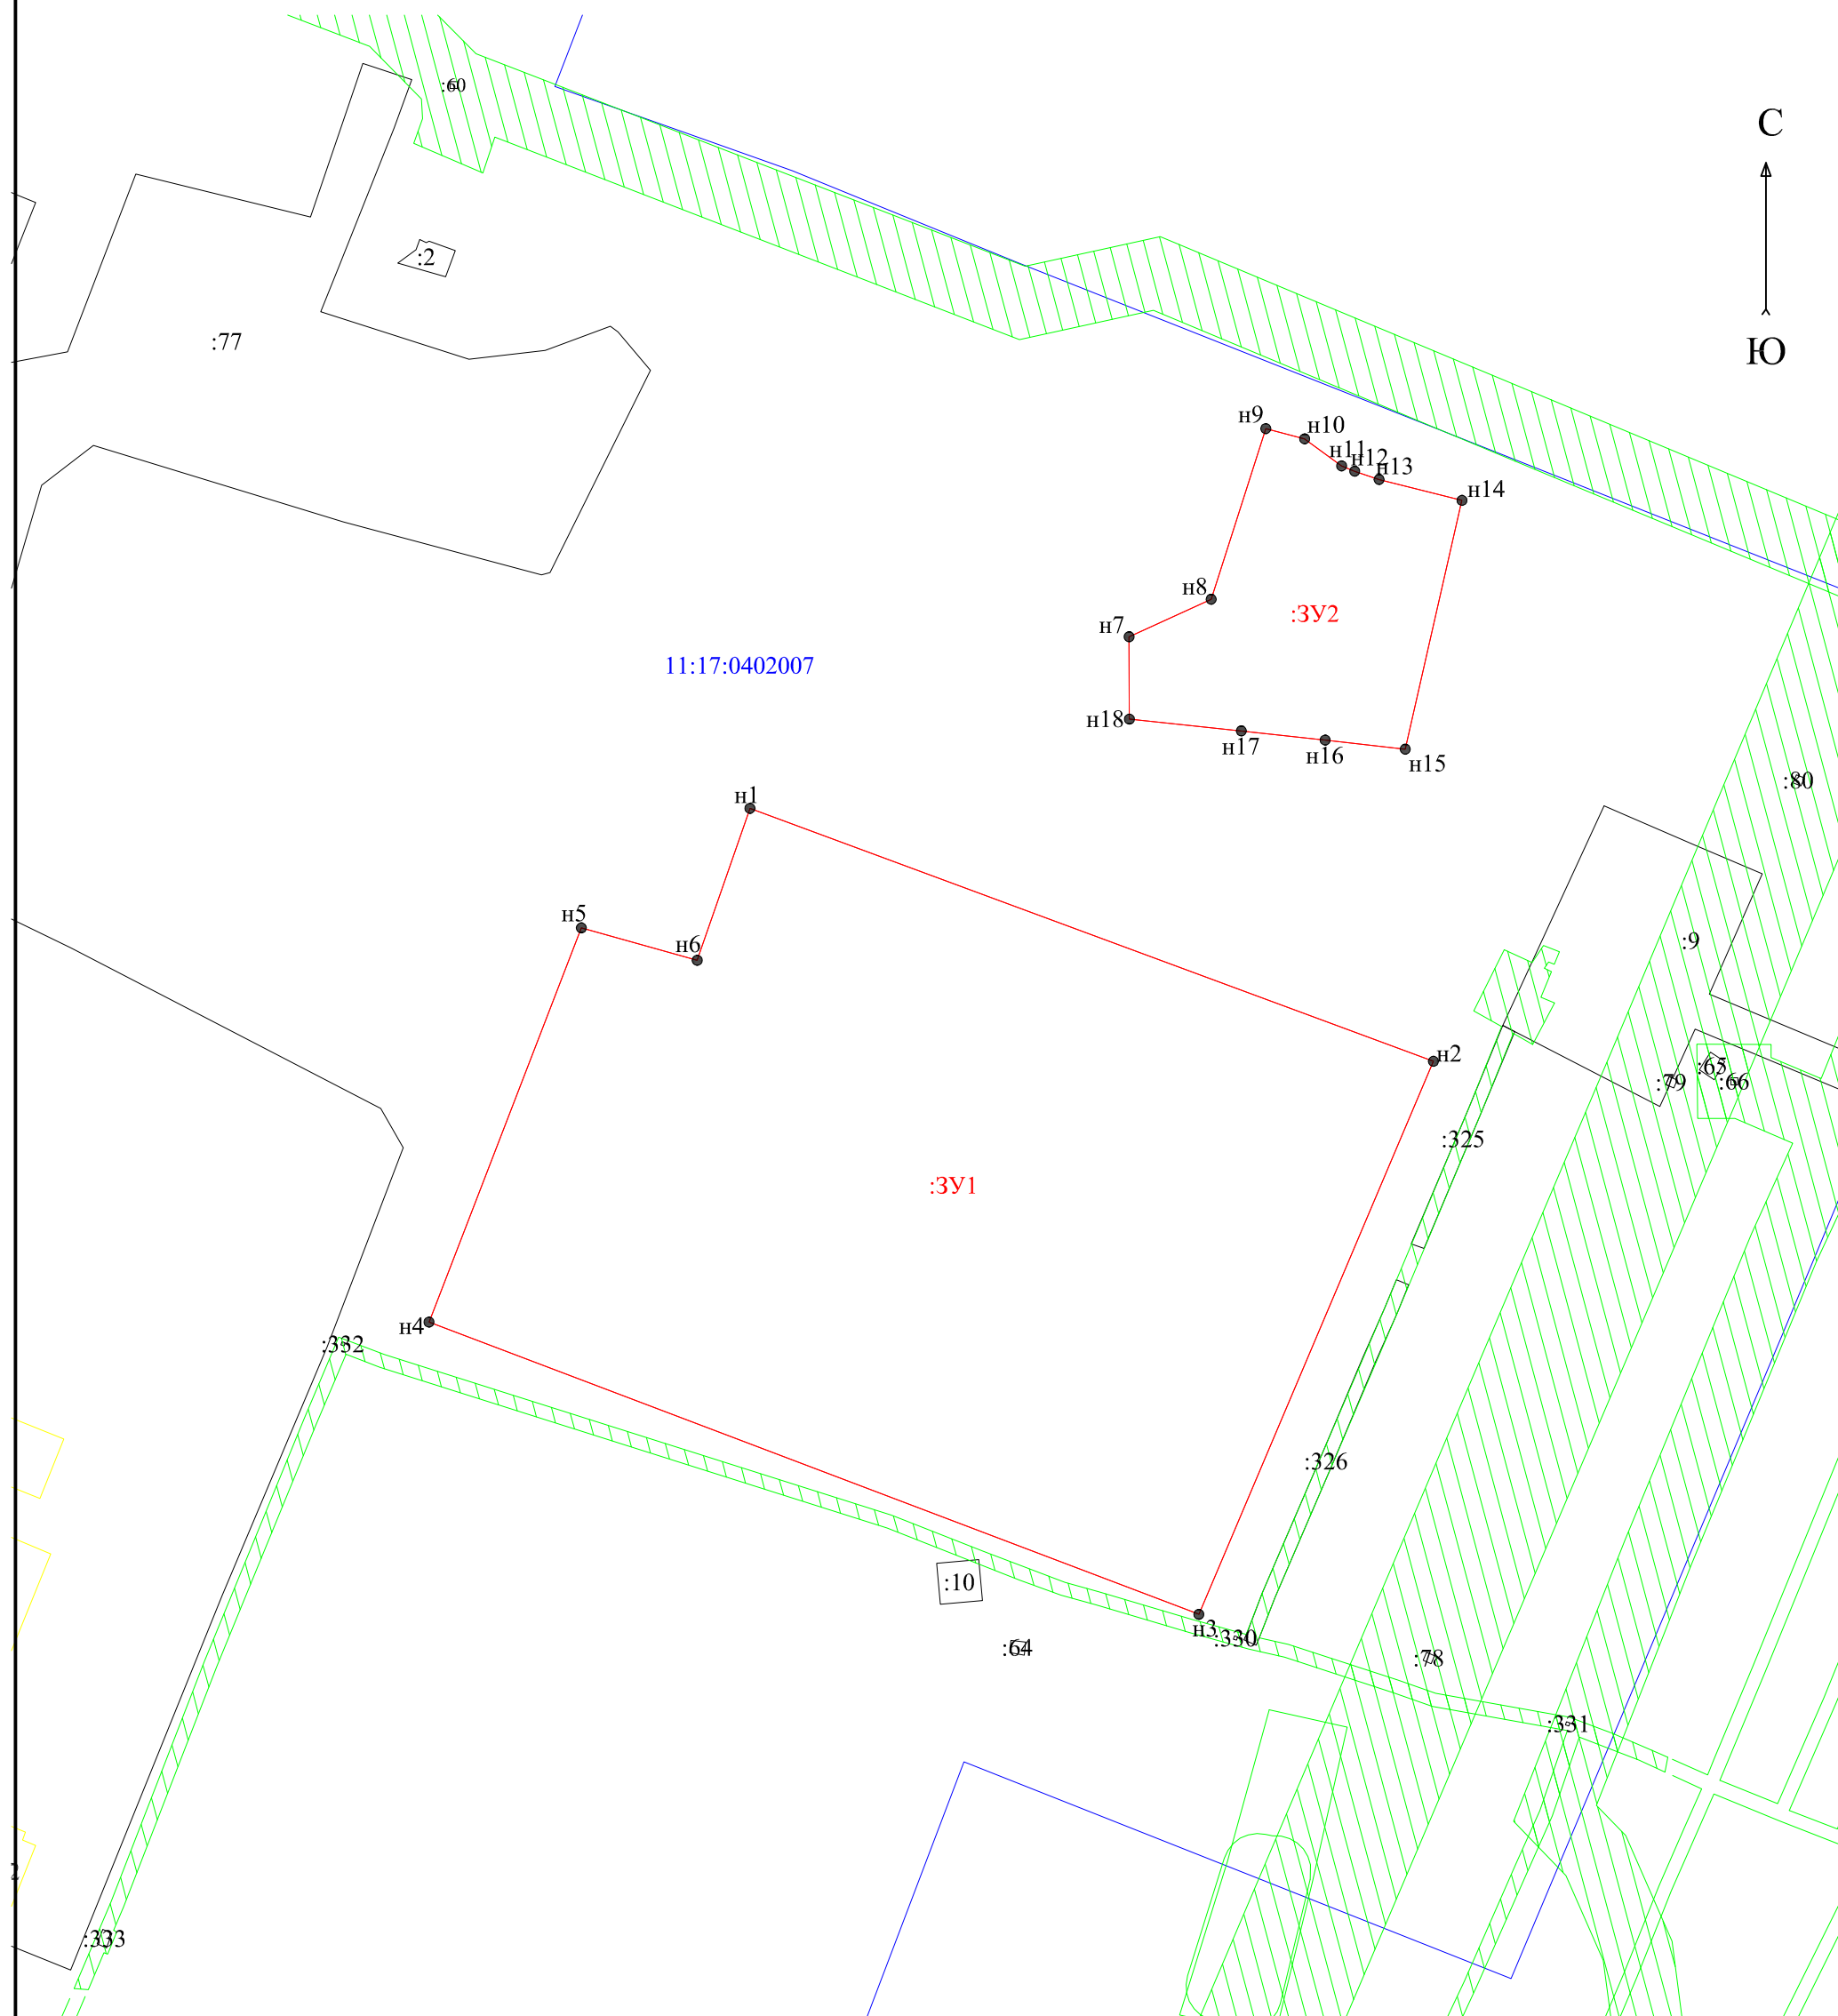 :60
С
:2
:77
Ю
н9
н10
н11
н12
н13
н14
н8
:ЗУ2
н7
11:17:0402007
н18
н17
н16
н15
:80
н1
н5
н6
:9
н2
:65
:79
:66
:325
:ЗУ1
н4
:332
:326
:10
н3
:330
:64
:78
:331
2
:333